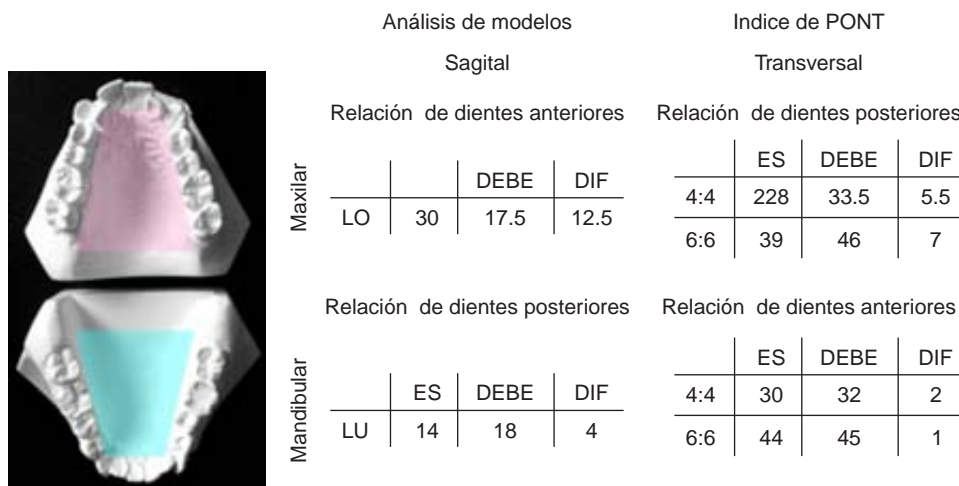 Análisis de modelos
Sagital
Indice de PONT
Transversal
Maxilar
Relación de dientes anteriores
DEBE DIF
LO 30 17.5 12.5
Relación de dientes posteriores
ES DEBE DIF
4:4 228 33.5 5.5
6:6 39 46 7
Mandibular
Relación de dientes posteriores
ES DEBE DIF
LU 14 18 4
Relación de dientes anteriores
ES DEBE DIF
4:4 30 32 2
6:6 44 45 1